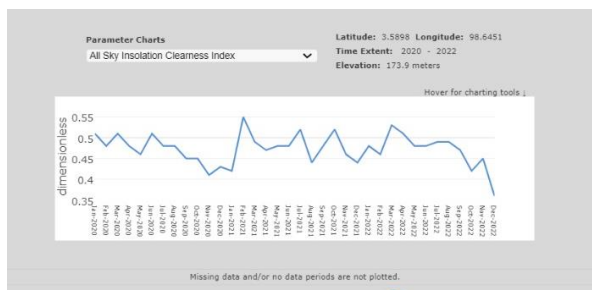 Parameter Charts
All Sky Insolation Clearness Index
Latitude: 3.5898 Longitude: 98.6451
Time Extent: 2020 - 2022
Elevation: 173.9 meters
Hover for charting tools ↓
dimensionless
0.55
0.5
0.45
0.4
0.35
Jan-2020
Feb-2020
Mar-2020
Apr-2020
May-2020
Jun-2020
Jul-2020
Aug-2020
Sep-2020
Oct-2020
Nov-2020
Dec-2020
Jan-2021
Feb-2021
Mar-2021
Apr-2021
May-2021
Jun-2021
Jul-2021
Aug-2021
Sep-2021
Oct-2021
Nov-2021
Dec-2021
Jan-2022
Feb-2022
Mar-2022
Apr-2022
May-2022
Jun-2022
Jul-2022
Aug-2022
Sep-2022
Oct-2022
Nov-2022
Dec-2022
Missing data and/or no data periods are not plotted.